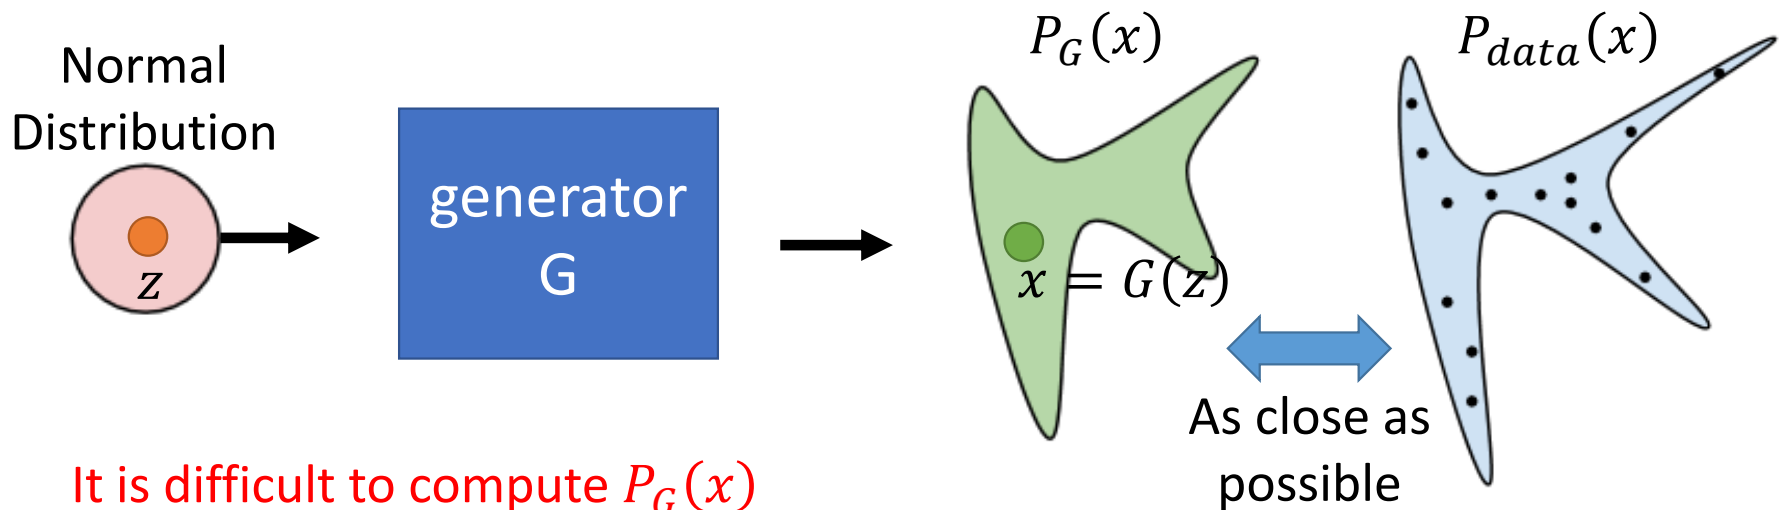 Normal
Distribution
z
generator
G
P_G(x)
x = G(z)
P_data(x)
As close as
possible
It is difficult to compute P_G(x)